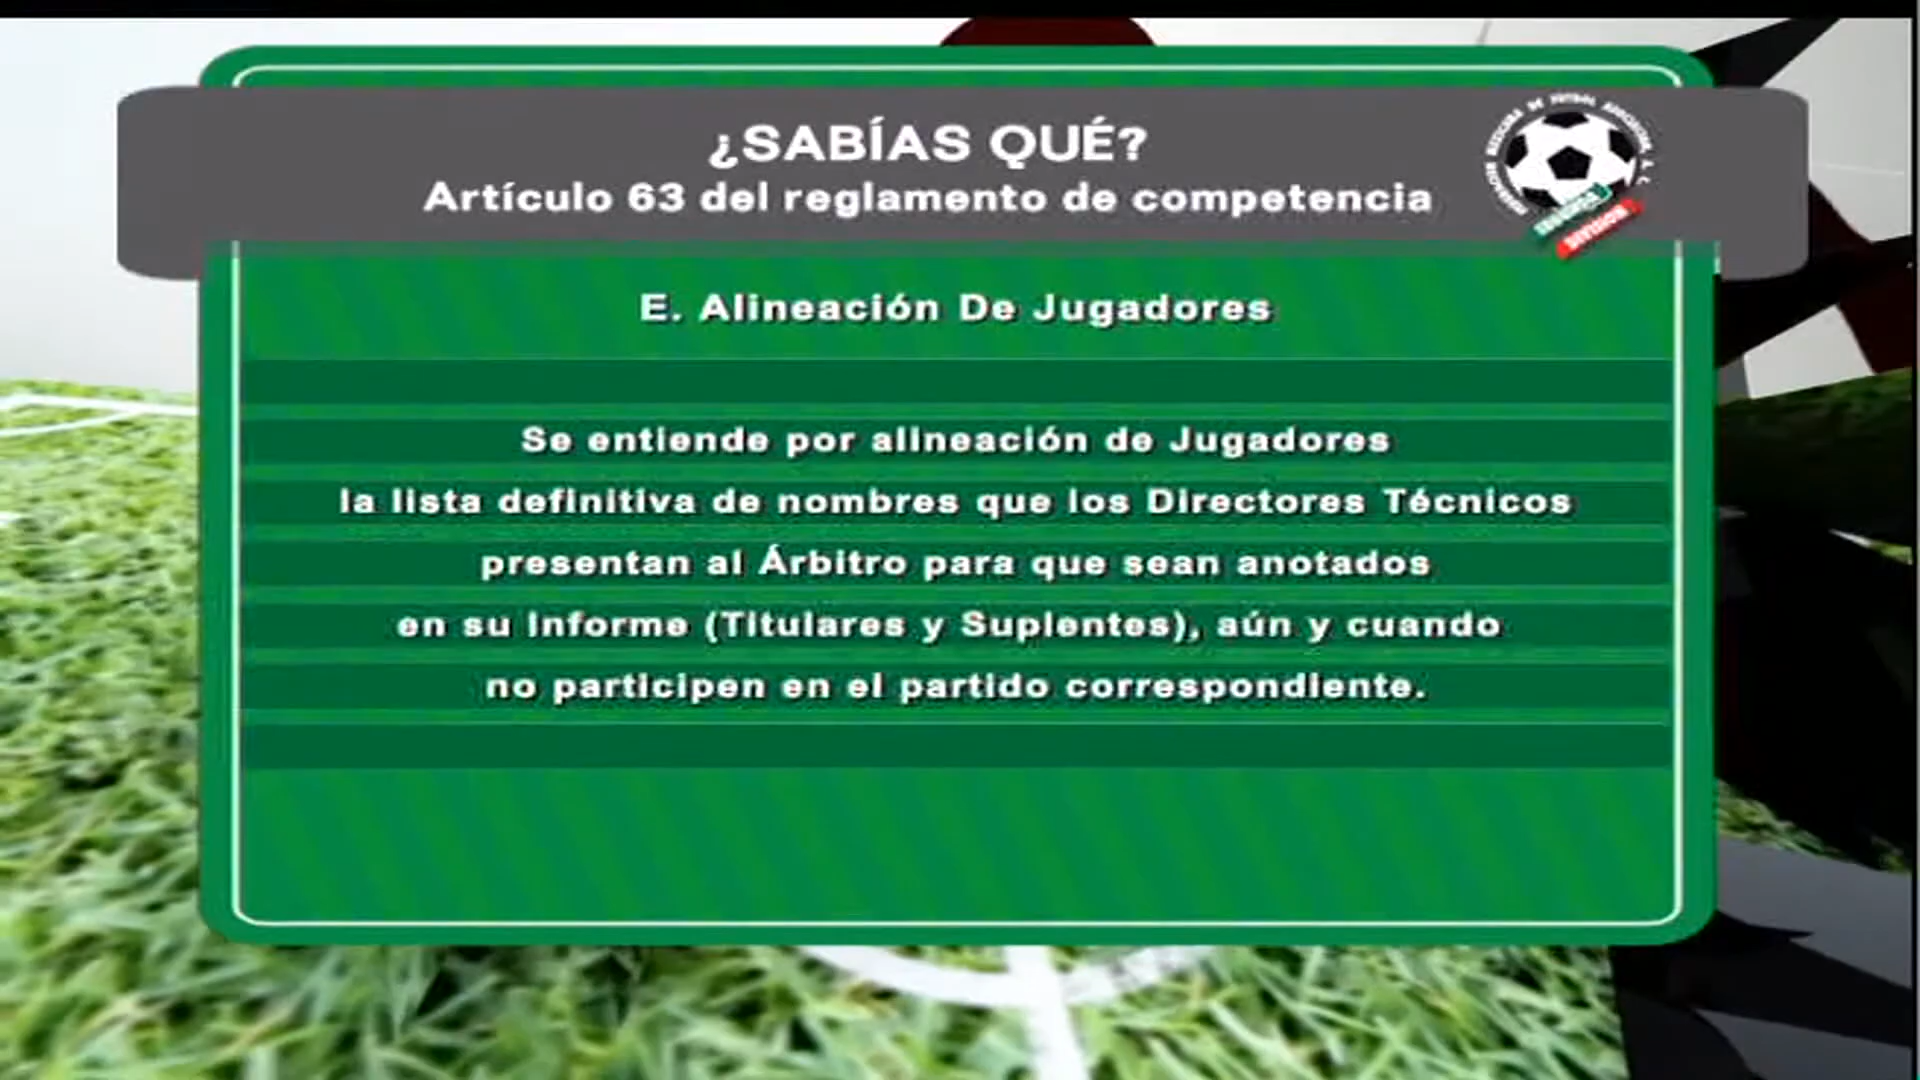 ¿SABÍAS QUÉ?
Artículo 63 del reglamento de competencia
SEGUNDA
DIVISION
E. Alineación De Jugadores
Se entiende por alineación de Jugadores
la lista definitiva de nombres que los Directores Técnicos
presentan al Árbitro para que sean anotados
en su Informe (Titulares y Suplentes), aún y cuando
no participen en el partido correspondiente.